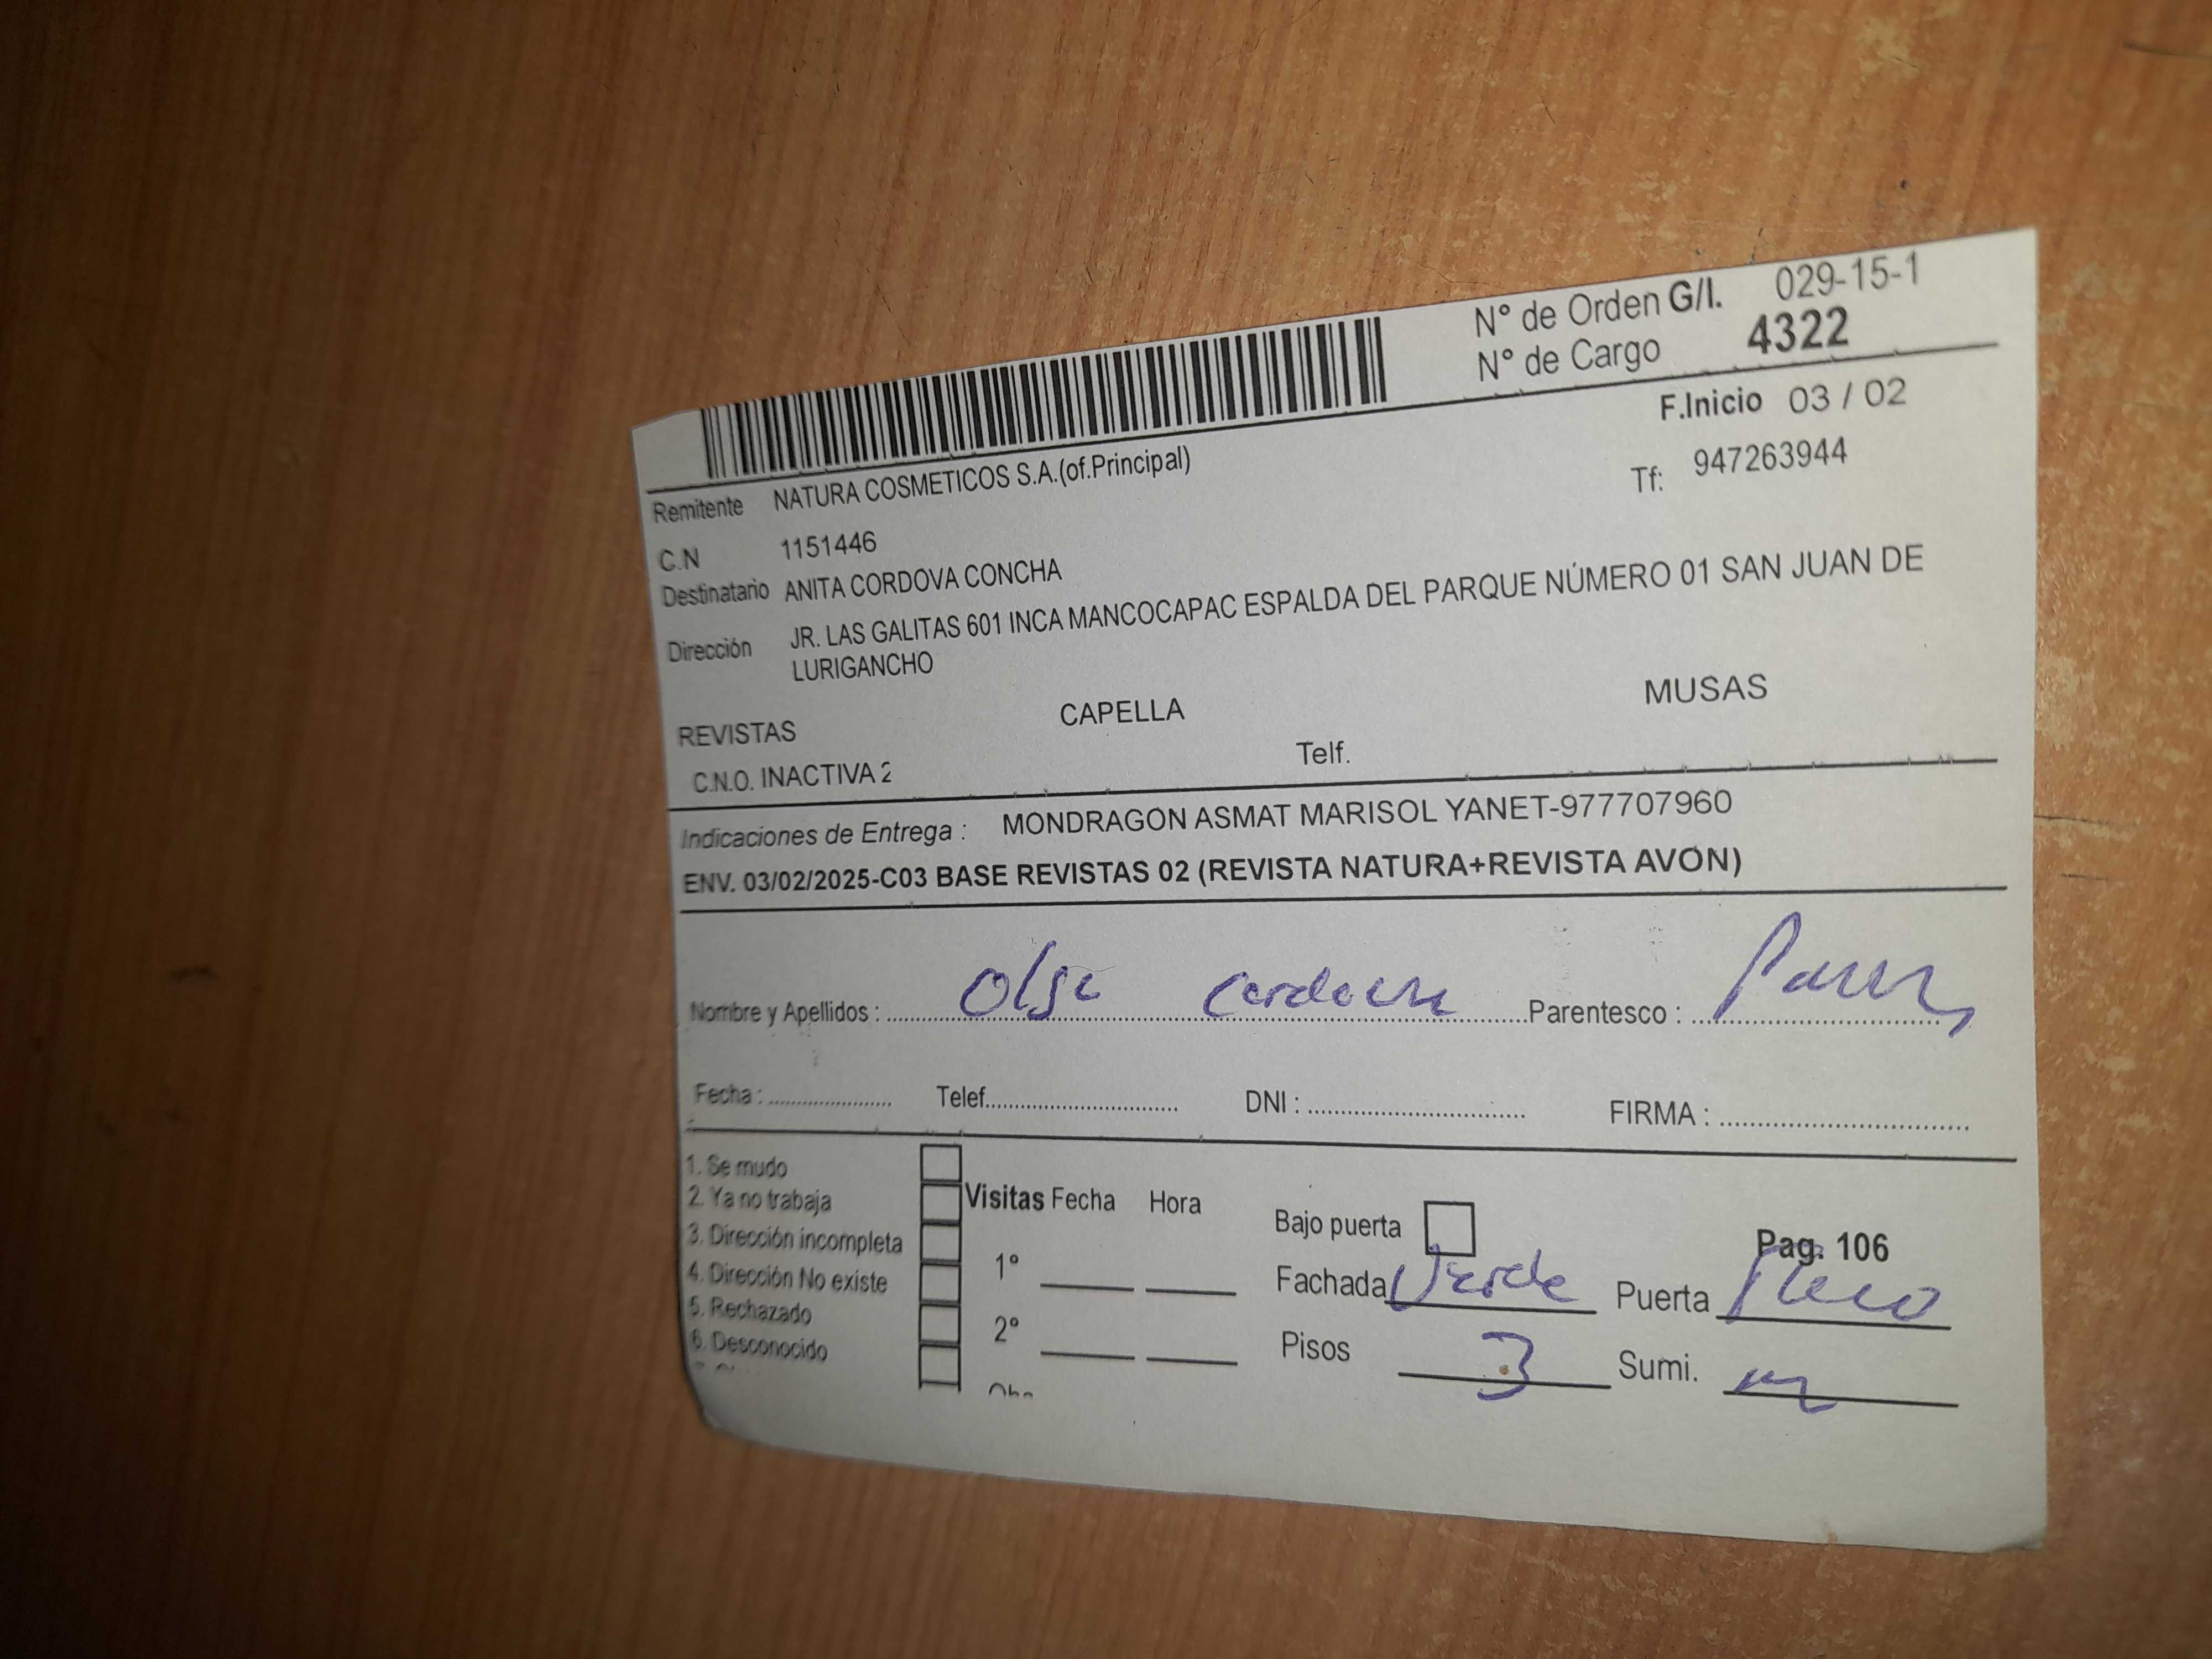 N° de Orden G/I. 029-15-1
N° de Cargo 4322
F.Inicio 03 / 02
Remitente NATURA COSMETICOS S.A.(of.Principal)
Tf: 947263944
C.N 1151446
Destinatario ANITA CORDOVA CONCHA
Dirección JR. LAS GALITAS 601 INCA MANCOCAPAC ESPALDA DEL PARQUE NÚMERO 01 SAN JUAN DE
LURIGANCHO
REVISTAS CAPELLA MUSAS
C.N.O. INACTIVA 2 Telf.
Indicaciones de Entrega : MONDRAGON ASMAT MARISOL YANET-977707960
ENV. 03/02/2025-C03 BASE REVISTAS 02 (REVISTA NATURA+REVISTA AVON)
Nombre y Apellidos : Olga Cordova Parentesco :
Fecha : Telef. DNI : FIRMA :
1. Se mudo
2. Ya no trabaja
3. Dirección incompleta
4. Dirección No existe
5. Rechazado
6. Desconocido
Visitas Fecha Hora
1°
2°
Bajo puerta
Pag. 106
Fachada Verde Puerta
Pisos 3 Sumi.